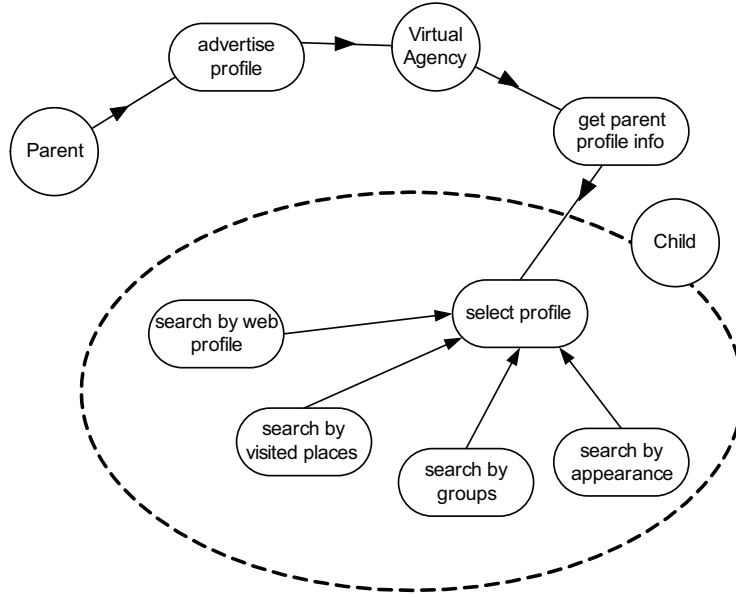 advertise
profile
Virtual
Agency
Parent
get parent
profile info
Child
select profile
search by web
profile
search by
visited places
search by
groups
search by
appearance